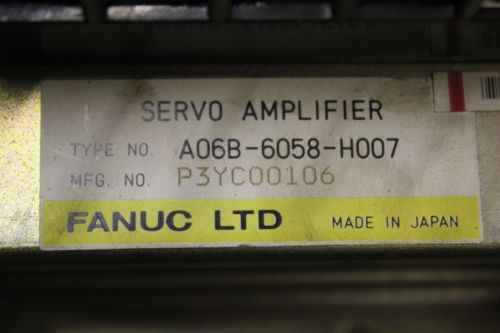 SERVO AMPLIFIER
TYPE NO. A06B-6058-H007
MFG. NO. P3YC00106
FANUC LTD MADE IN JAPAN